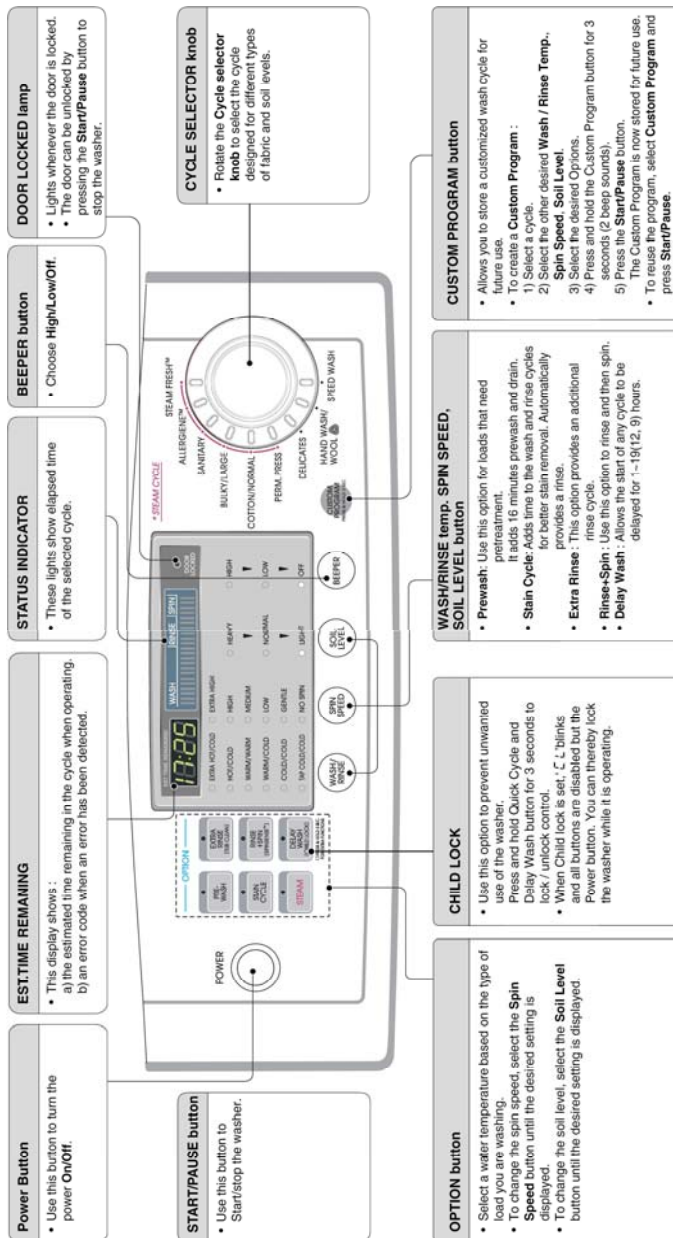 Power Button
• Use this button to turn the
power On/Off.
EST.TIME REMAINING
• This display shows :
a) the estimated time remaining in the cycle when operating.
b) an error code when an error has been detected.
STATUS INDICATOR
• These lights show elapsed time
of the selected cycle.
BEEPER button
• Choose High/Low/Off.
DOOR LOCKED lamp
• Lights whenever the door is locked.
• The door can be unlocked by
pressing the Start/Pause button to
stop the washer.
START/PAUSE button
• Use this button to
Start/stop the washer.
POWER
OPTION
PRE-
WASH
EXTRA
RINSE
STAIN
CYCLE
RINSE
+SPIN
STEAM
DELAY
WASH
WASH
RINSE
SPIN
DOOR
LOCKED
EXTRA HOT/COLD
EXTRA HIGH
HOT/COLD
HIGH
HEAVY
HIGH
WARM/WARM
MEDIUM
WARM/COLD
LOW
NORMAL
LOW
COLD/COLD
GENTLE
TAP COLD/COLD
NO SPIN
LIGHT
OFF
WASH/
RINSE
SPIN
SPEED
SOIL
LEVEL
BEEPER
* STEAM CYCLE
STEAM FRESH™
ALLERGIENE™
SANITARY
BULKY/LARGE
COTTON/NORMAL
PERM. PRESS
DELICATES
HAND WASH/
WOOL
SPEED WASH
CUSTOM
PROGRAM
CYCLE SELECTOR knob
• Rotate the Cycle selector
knob to select the cycle
designed for different types
of fabric and soil levels.
OPTION button
• Select a water temperature based on the type of
load you are washing.
• To change the spin speed, select the Spin
Speed button until the desired setting is
displayed.
• To change the soil level, select the Soil Level
button until the desired setting is displayed.
CHILD LOCK
• Use this option to prevent unwanted
use of the washer.
Press and hold Quick Cycle and
Delay Wash button for 3 seconds to
lock / unlock control.
• When Child lock is set, ' ' blinks
and all buttons are disabled but the
Power button. You can thereby lock
the washer while it is operating.
WASH/RINSE temp. SPIN SPEED,
SOIL LEVEL button
• Prewash: Use this option for loads that need
pretreatment.
It adds 16 minutes prewash and drain.
• Stain Cycle: Adds time to the wash and rinse cycles
for better stain removal. Automatically
provides a rinse.
• Extra Rinse : This option provides an additional
rinse cycle.
• Rinse+Spin : Use this option to rinse and then spin.
• Delay Wash : Allows the start of any cycle to be
delayed for 1~19(12, 9) hours.
CUSTOM PROGRAM button
• Allows you to store a customized wash cycle for
future use.
• To create a Custom Program :
1) Select a cycle.
2) Select the other desired Wash / Rinse Temp.,
Spin Speed, Soil Level.
3) Select the desired Options.
4) Press and hold the Custom Program button for 3
seconds (2 beep sounds).
5) Press the Start/Pause button.
The Custom Program is now stored for future use.
• To reuse the program, select Custom Program and
press Start/Pause.